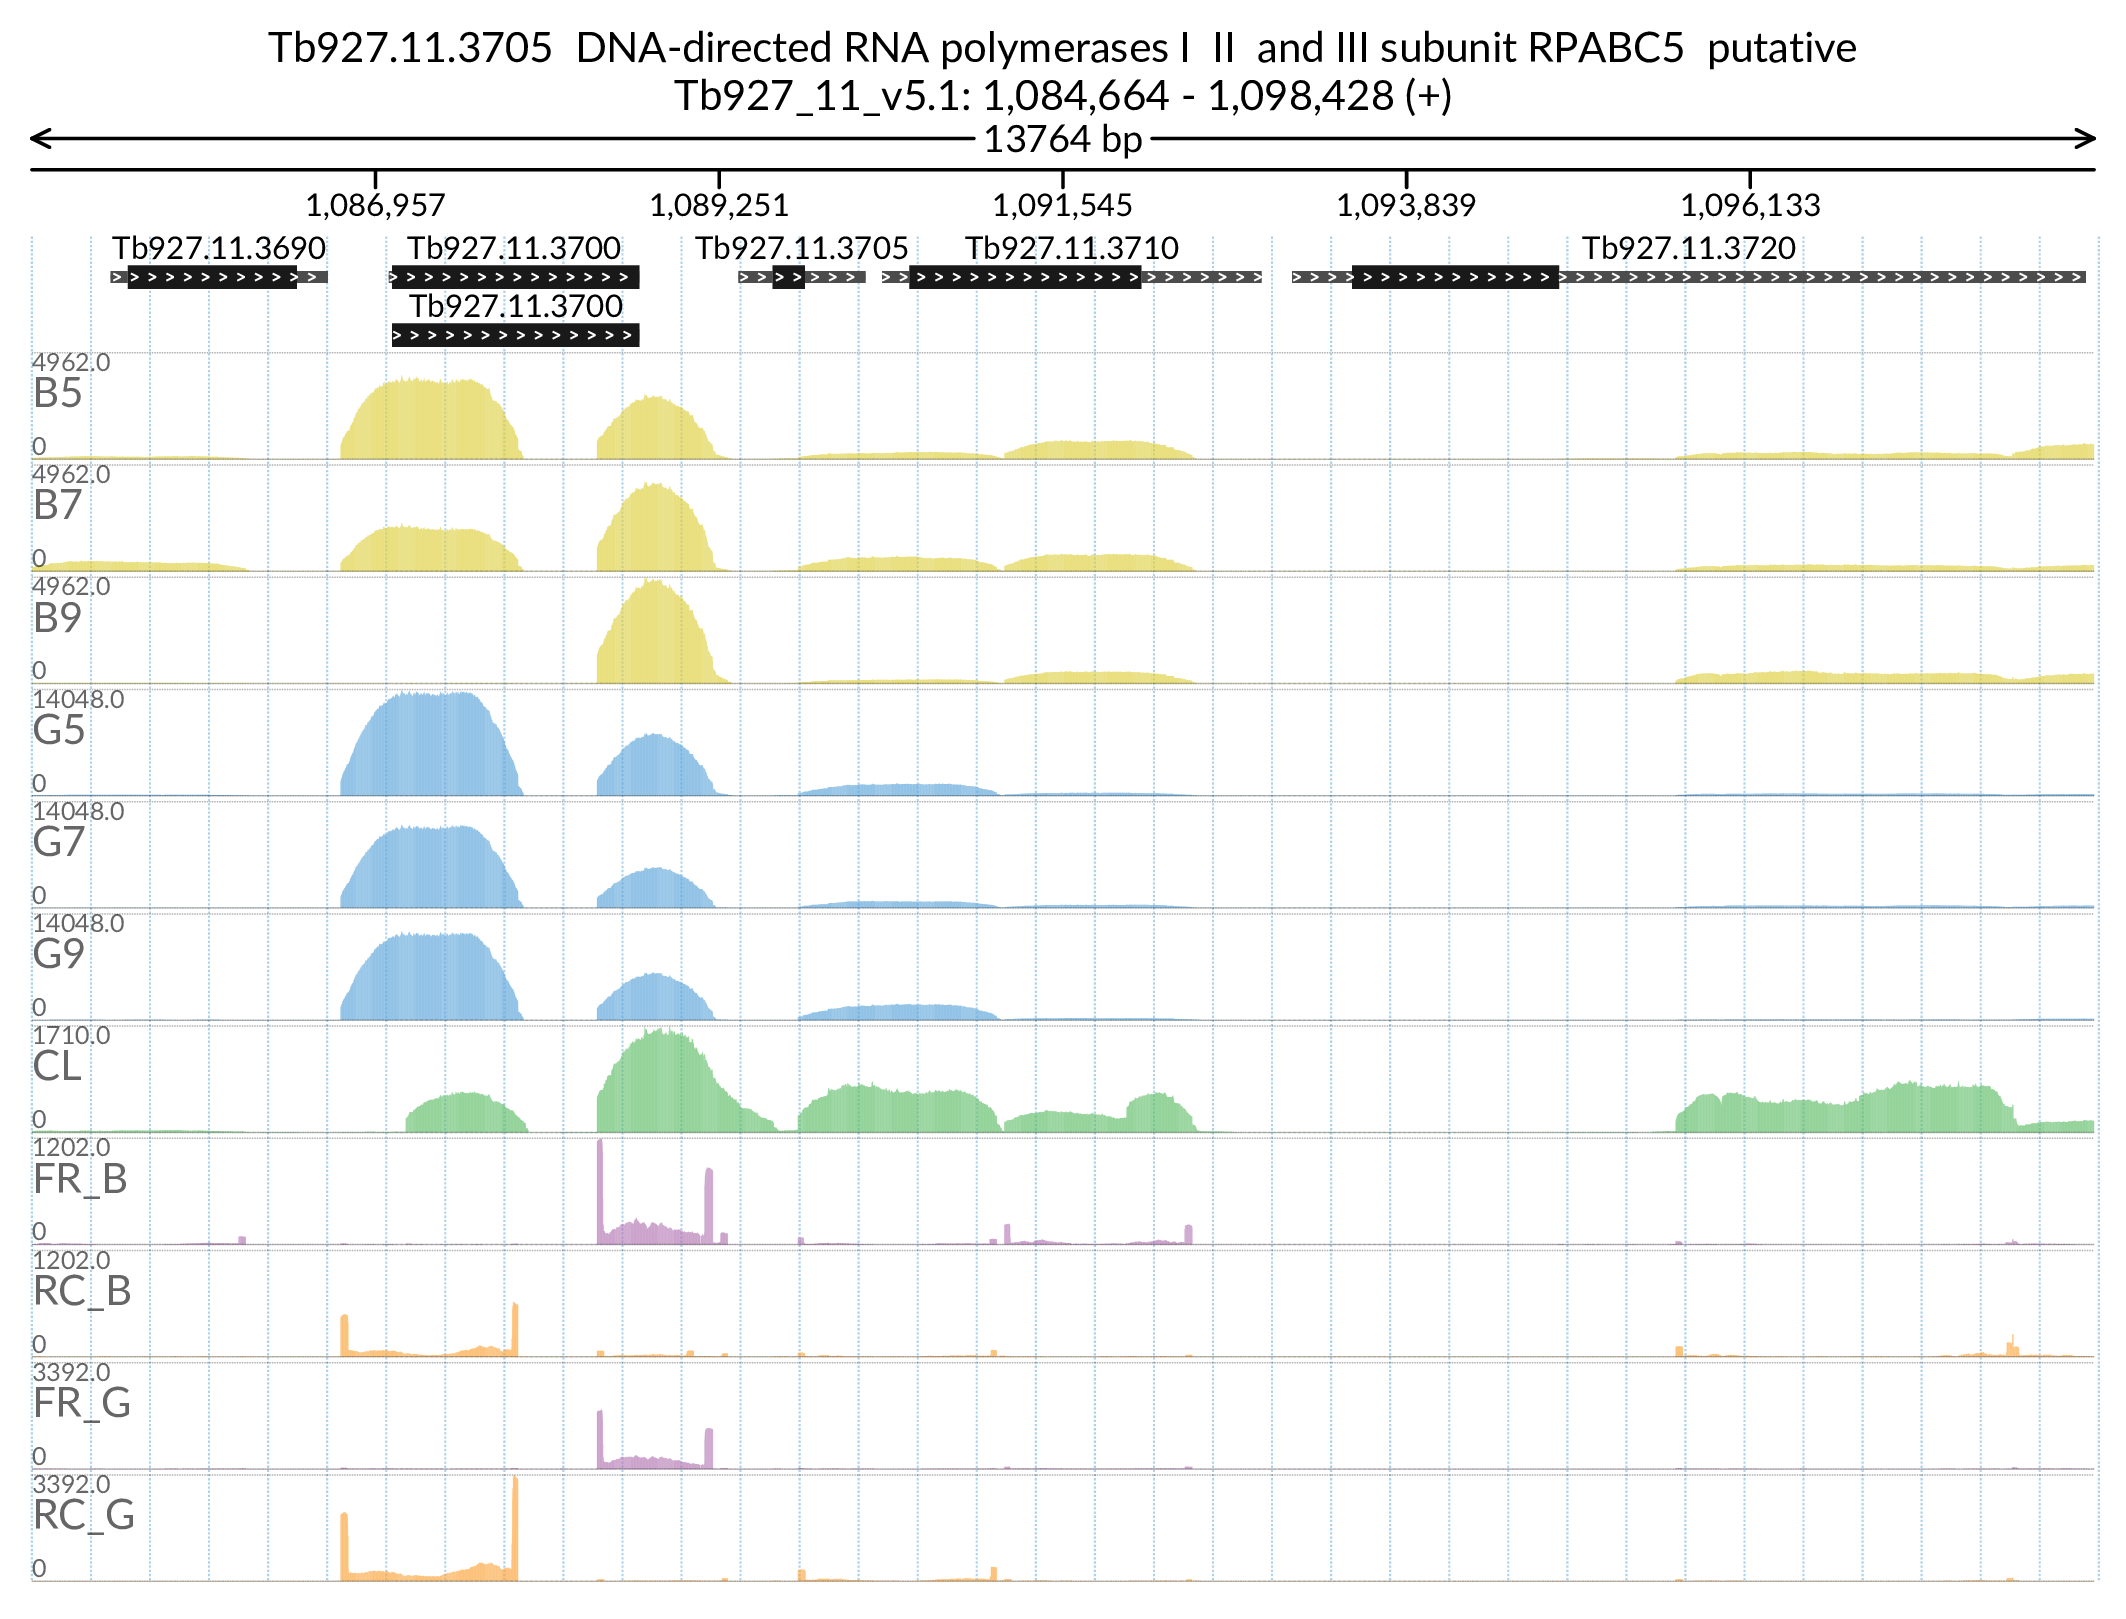 Tb927.11.3705  DNA-directed RNA polymerases I  II  and III subunit RPABC5  putative
Tb927_11_v5.1: 1,084,664 - 1,098,428 (+)
13764 bp
1,086,957 1,089,251 1,091,545 1,093,839 1,096,133
Tb927.11.3690 Tb927.11.3700 Tb927.11.3705 Tb927.11.3710 Tb927.11.3720
Tb927.11.3700
4962.0
B5
0
4962.0
B7
0
4962.0
B9
0
14048.0
G5
0
14048.0
G7
0
14048.0
G9
0
1710.0
CL
0
1202.0
FR_B
0
1202.0
RC_B
0
3392.0
FR_G
0
3392.0
RC_G
0